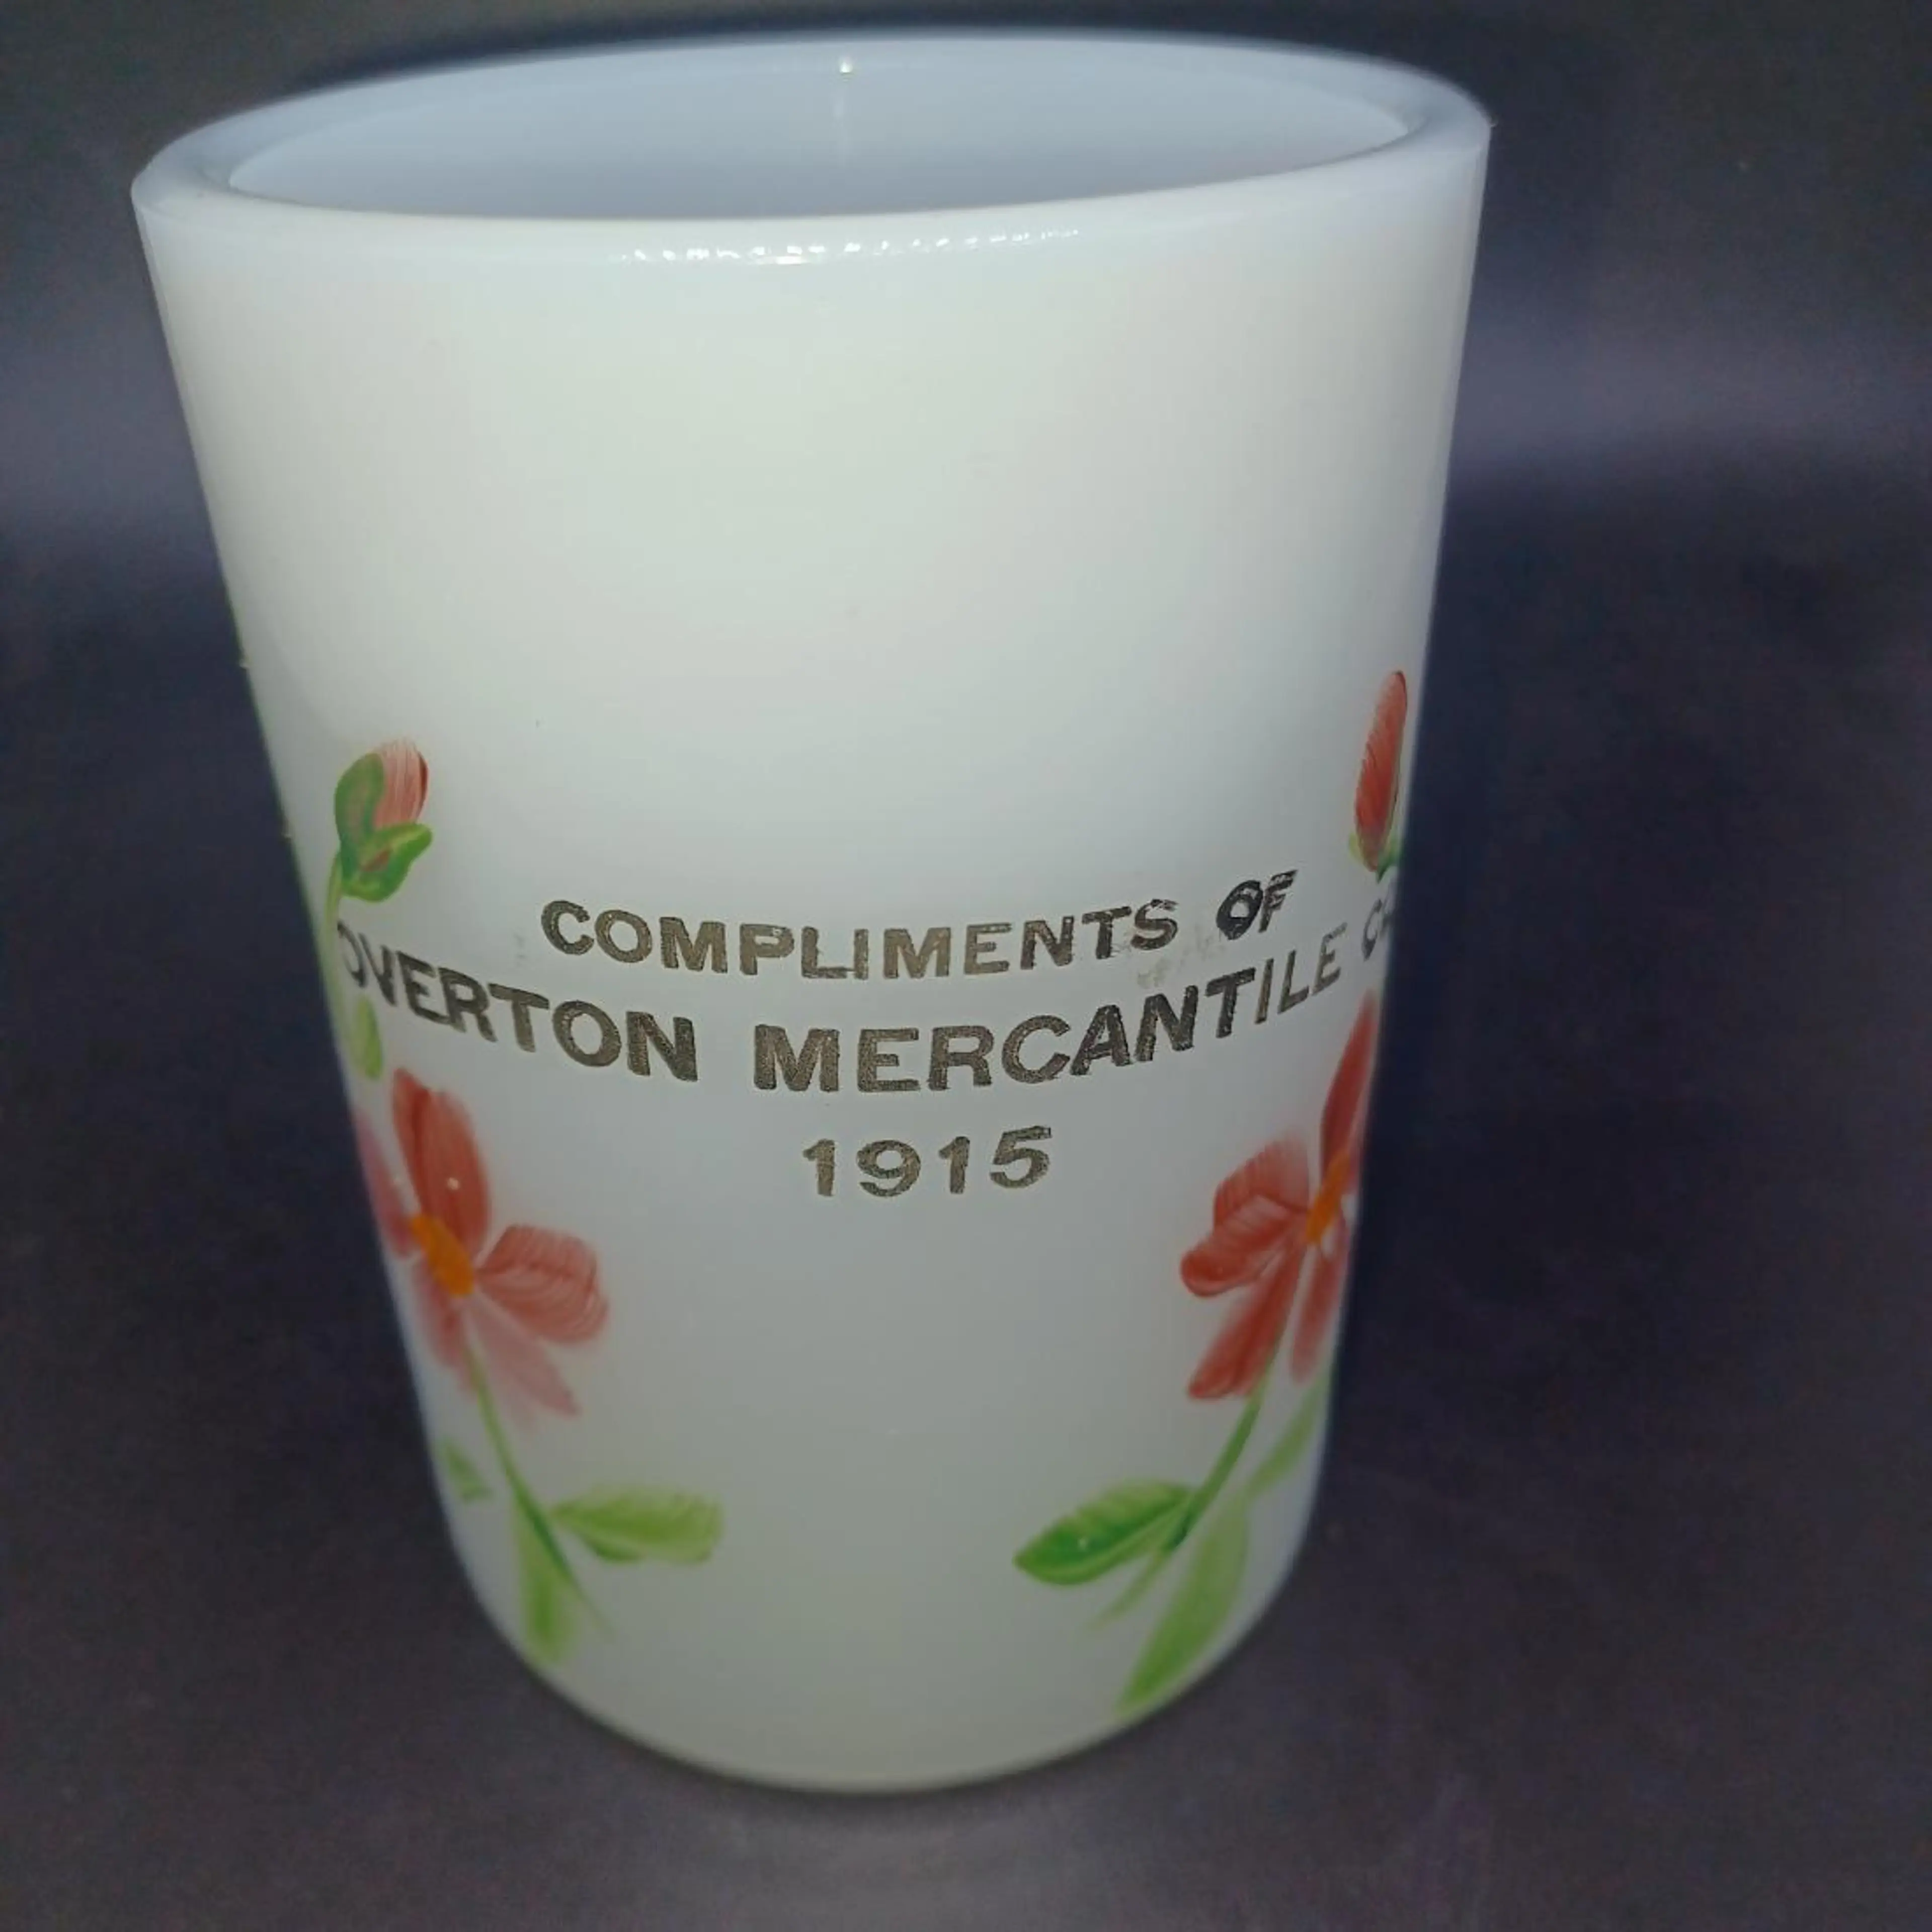 COMPLIMENTS OF
OVERTON MERCANTILE
1915